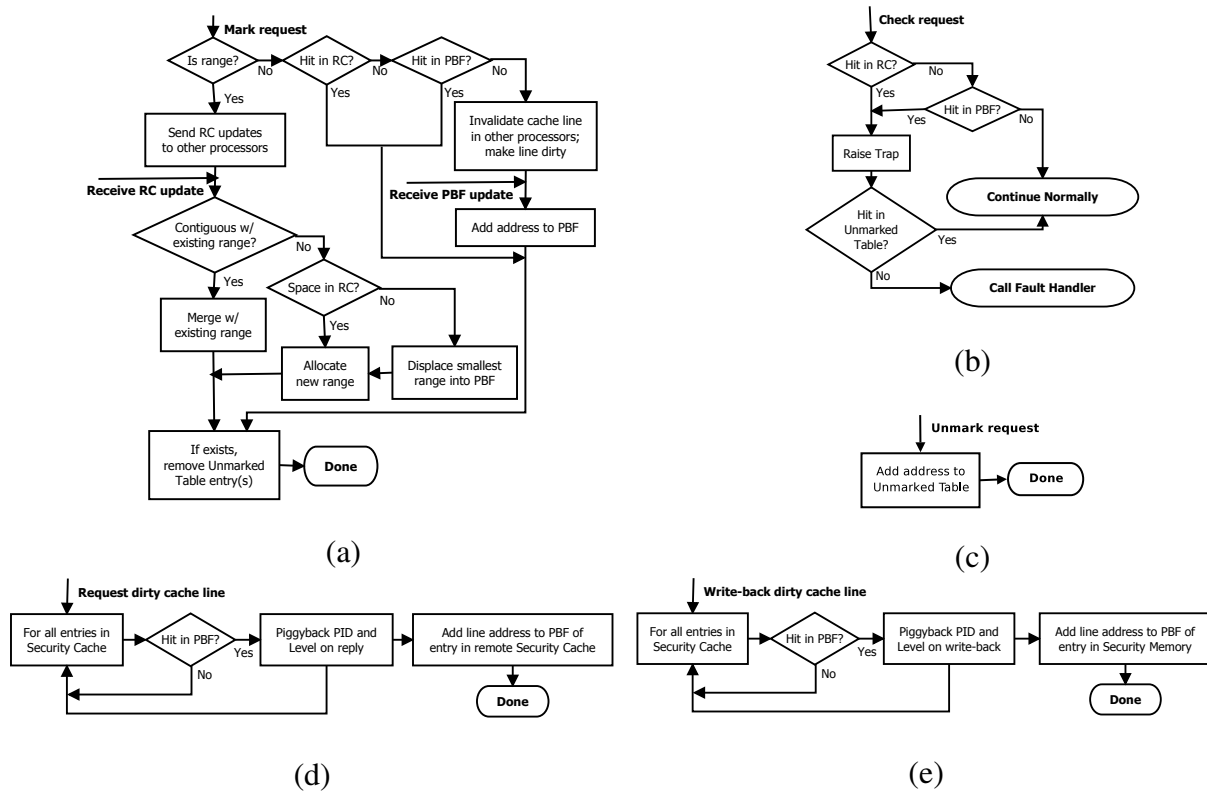 Mark request
Is range?
No
Hit in RC?
No
Hit in PBF?
No
Yes
Yes
Yes
Send RC updates
to other processors
Invalidate cache line
in other processors;
make line dirty
Receive RC update
Receive PBF update
Contiguous w/
existing range?
No
Add address to PBF
Yes
Space in RC?
No
Yes
Merge w/
existing range
Allocate
new range
Displace smallest
range into PBF
If exists,
remove Unmarked
Table entry(s)
Done
(a)
Check request
Hit in RC?
No
Yes
Hit in PBF?
Yes
No
Raise Trap
Continue Normally
Hit in
Unmarked
Table?
Yes
No
Call Fault Handler
(b)
Unmark request
Add address to
Unmarked Table
Done
(c)
Request dirty cache line
For all entries in
Security Cache
Hit in PBF?
Yes
No
Piggyback PID and
Level on reply
Add line address to PBF of
entry in remote Security Cache
Done
(d)
Write-back dirty cache line
For all entries in
Security Cache
Hit in PBF?
Yes
No
Piggyback PID and
Level on write-back
Add line address to PBF of
entry in Security Memory
Done
(e)